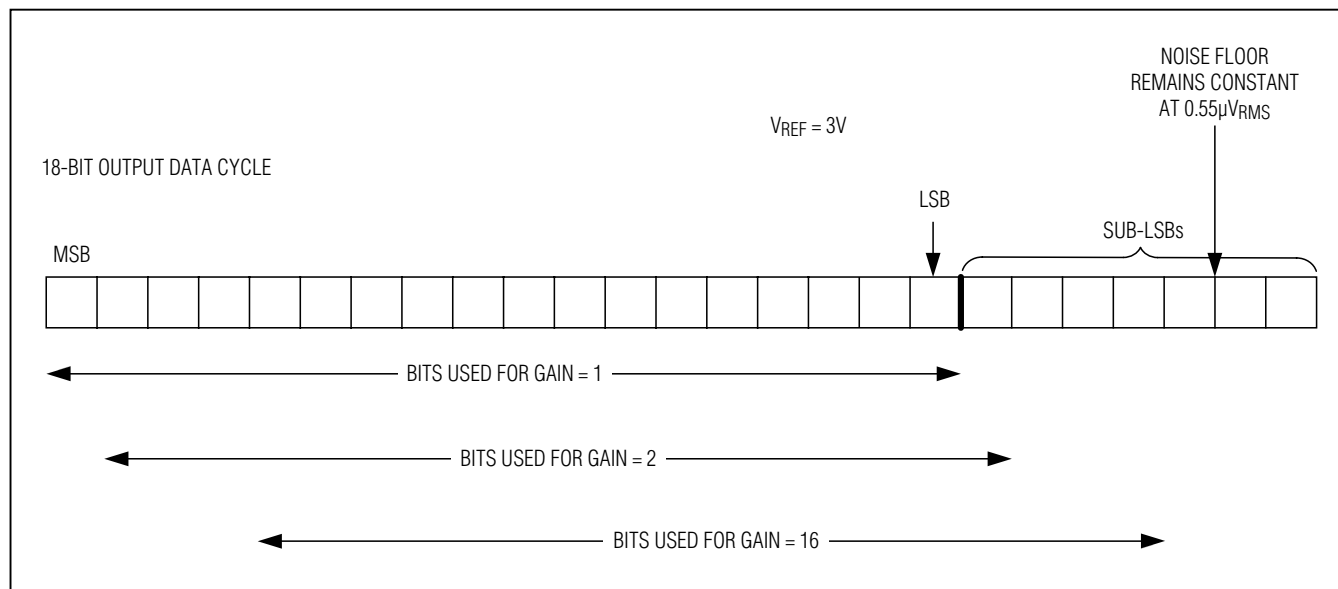 NOISE FLOOR
REMAINS CONSTANT
AT 0.55µVRMS
VREF = 3V
18-BIT OUTPUT DATA CYCLE
LSB
SUB-LSBs
MSB
BITS USED FOR GAIN = 1
BITS USED FOR GAIN = 2
BITS USED FOR GAIN = 16